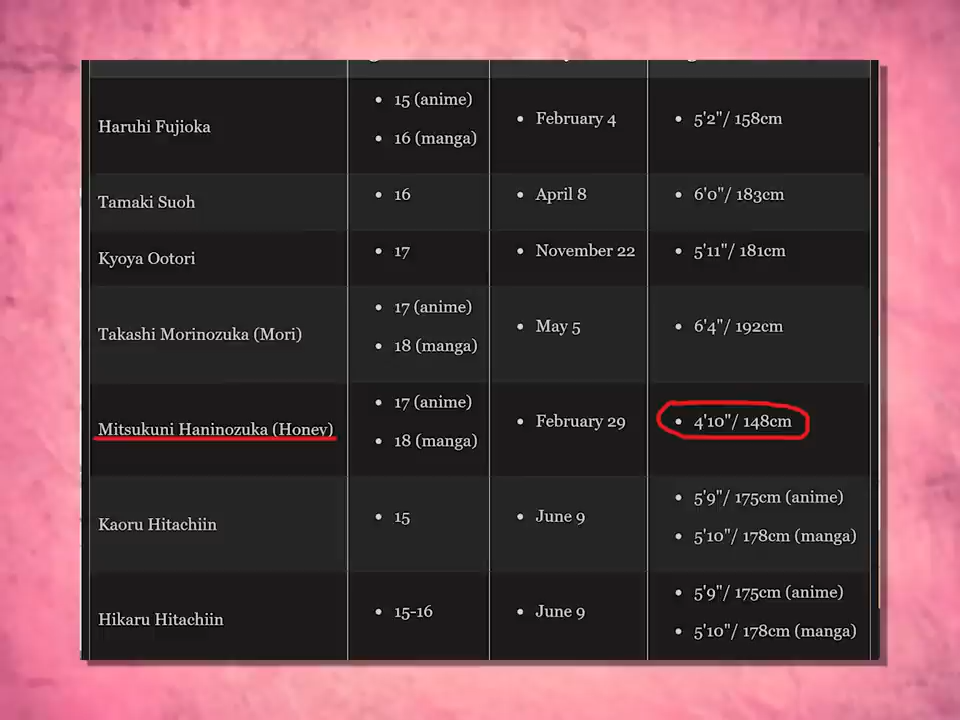 Haruhi Fujioka
15 (anime)
16 (manga)
February 4
5'2"/ 158cm
Tamaki Suoh
16
April 8
6'0"/ 183cm
Kyoya Ootori
17
November 22
5'11"/ 181cm
Takashi Morinozuka (Mori)
17 (anime)
18 (manga)
May 5
6'4"/ 192cm
Mitsukuni Haninozuka (Honey)
17 (anime)
18 (manga)
February 29
4'10"/ 148cm
Kaoru Hitachiin
15
June 9
5'9"/ 175cm (anime)
5'10"/ 178cm (manga)
Hikaru Hitachiin
15-16
June 9
5'9"/ 175cm (anime)
5'10"/ 178cm (manga)